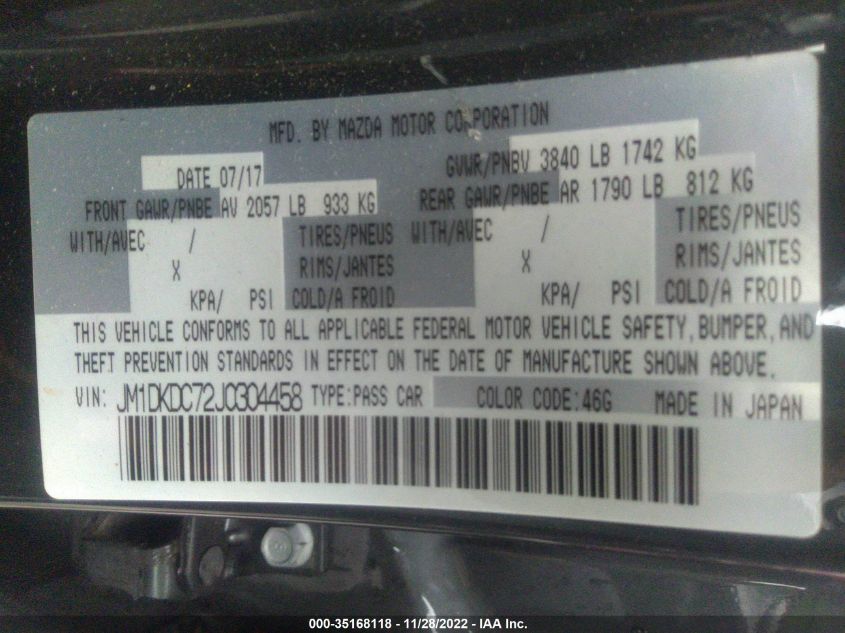 MFD. BY MAZDA MOTOR CORPORATION
DATE 07/17 GVWR/PNBV 3840 LB 1742 KG
FRONT GAWR/PNBE AV 2057 LB 933 KG REAR GAWR/PNBE AR 1790 LB 812 KG
WITH/AVEC / TIRES/PNEUS WITH/AVEC / TIRES/PNEUS
X RIMS/JANTES X RIMS/JANTES
KPA/ PSI COLD/A FROID KPA/ PSI COLD/A FROID
THIS VEHICLE CONFORMS TO ALL APPLICABLE FEDERAL MOTOR VEHICLE SAFETY, BUMPER, AND
THEFT PREVENTION STANDARDS IN EFFECT ON THE DATE OF MANUFACTURE SHOWN ABOVE.
VIN: JM1DKDC72J0304458 TYPE:PASS CAR COLOR CODE:46G MADE IN JAPAN
000-35168118 - 11/28/2022 - IAA Inc.